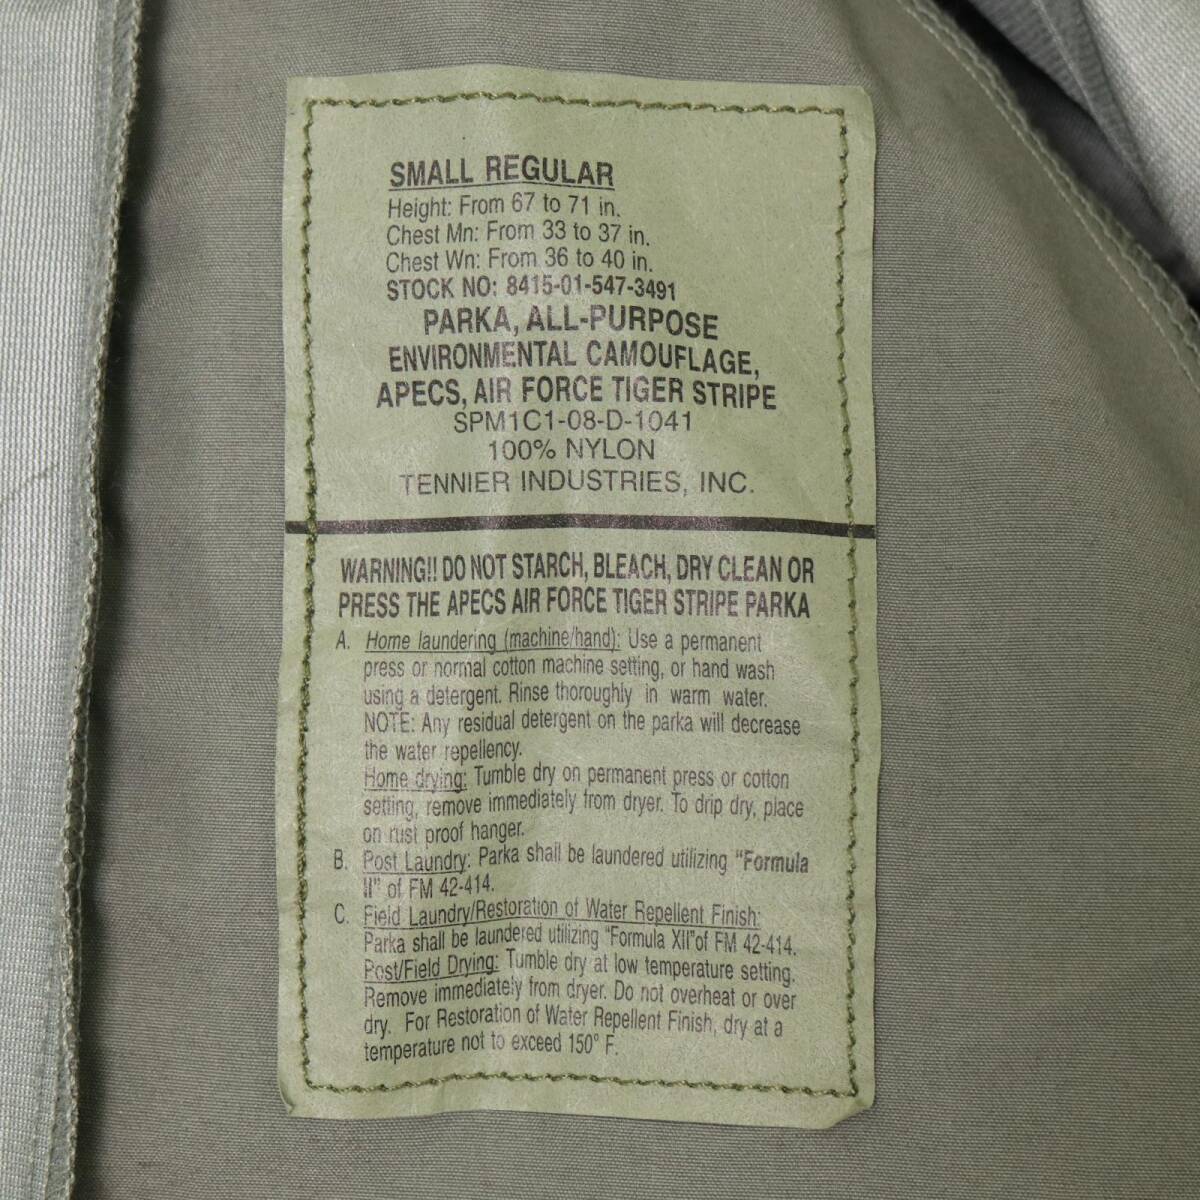 SMALL REGULAR
Height: From 67 to 71 in.
Chest Mn: From 33 to 37 in.
Chest Wn: From 36 to 40 in.
STOCK NO: 8415-01-547-3491
PARKA, ALL-PURPOSE
ENVIRONMENTAL CAMOUFLAGE,
APECS, AIR FORCE TIGER STRIPE
SPM1C1-08-D-1041
100% NYLON
TENNIER INDUSTRIES, INC.
WARNING!! DO NOT STARCH, BLEACH, DRY CLEAN OR
PRESS THE APECS AIR FORCE TIGER STRIPE PARKA
A. Home laundering (machine/hand): Use a permanent
press or normal cotton machine setting, or hand wash
using a detergent. Rinse thoroughly in warm water.
NOTE: Any residual detergent on the parka will decrease
the water repellency.
Home drying: Tumble dry on permanent press or cotton
setting, remove immediately from dryer. To drip dry, place
on rust proof hanger.
B. Post Laundry: Parka shall be laundered utilizing "Formula
II" of FM 42-414.
C. Field Laundry/Restoration of Water Repellent Finish:
Parka shall be laundered utilizing "Formula XII"of FM 42-414.
Post/Field Drying: Tumble dry at low temperature setting.
Remove immediately from dryer. Do not overheat or over
dry. For Restoration of Water Repellent Finish, dry at a
temperature not to exceed 150° F.